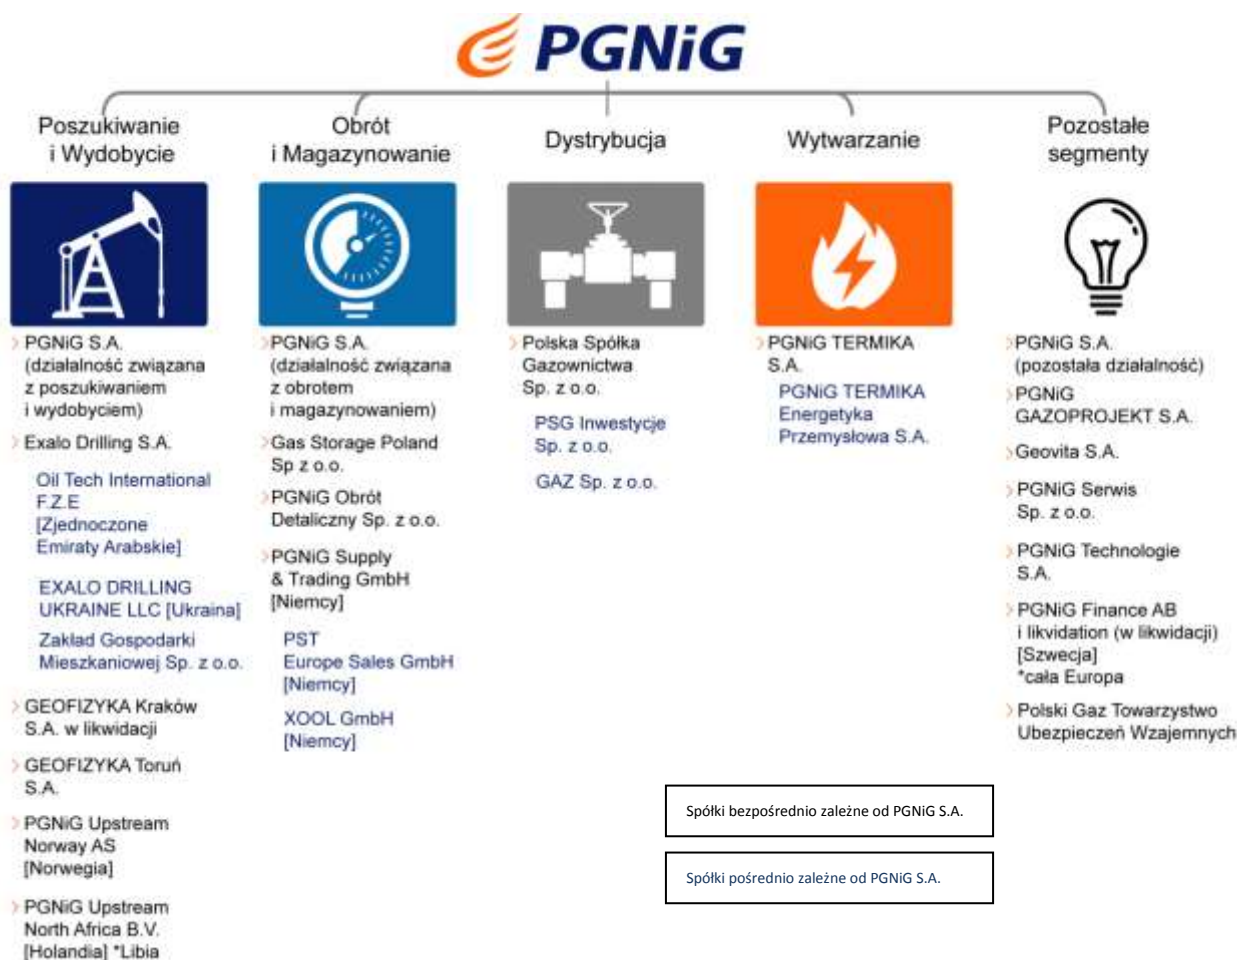 PGNiG
Poszukiwanie
i Wydobycie
PGNiG S.A.
(działalność związana
z poszukiwaniem
i wydobyciem)
Exalo Drilling S.A.
Oil Tech International
F.Z.E
[Zjednoczone
Emiraty Arabskie]
EXALO DRILLING
UKRAINE LLC [Ukraina]
Zakład Gospodarki
Mieszkaniowej Sp. z o.o.
GEOFIZYKA Kraków
S.A. w likwidacji
GEOFIZYKA Toruń
S.A.
PGNiG Upstream
Norway AS
[Norwegia]
PGNiG Upstream
North Africa B.V.
[Holandia] *Libia
Obrót
i Magazynowanie
PGNiG S.A.
(działalność związana
z obrotem
i magazynowaniem)
Gas Storage Poland
Sp z o.o.
PGNiG Obrót
Detaliczny Sp. z o.o.
PGNiG Supply
& Trading GmbH
[Niemcy]
PST
Europe Sales GmbH
[Niemcy]
XOOL GmbH
[Niemcy]
Dystrybucja
Polska Spółka
Gazownictwa
Sp. z o.o.
PSG Inwestycje
Sp. z o.o.
GAZ Sp. z o.o.
Wytwarzanie
PGNiG TERMIKA
S.A.
PGNiG TERMIKA
Energetyka
Przemysłowa S.A.
Pozostałe
segmenty
PGNiG S.A.
(pozostała działalność)
PGNiG
GAZOPROJEKT S.A.
Geovita S.A.
PGNiG Serwis
Sp. z o.o.
PGNiG Technologie
S.A.
PGNiG Finance AB
i likvidation (w likwidacji)
[Szwecja]
*cała Europa
Polski Gaz Towarzystwo
Ubezpieczeń Wzajemnych
Spółki bezpośrednio zależne od PGNiG S.A.
Spółki pośrednio zależne od PGNiG S.A.